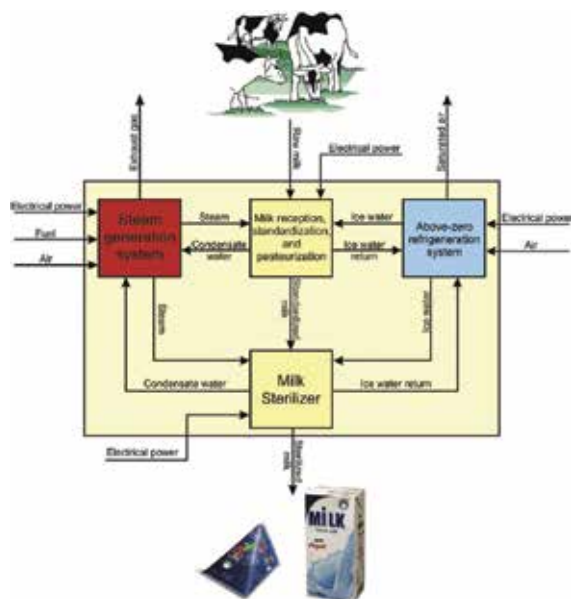 Exhaust gas
Raw milk
Electrical power
Saturated air
Electrical power
Fuel
Air
Steam
generation
system
Steam
Condensate
water
Milk reception,
standardization,
and
pasteurization
Ice water
Ice water
return
Above-zero
refrigeration
system
Electrical power
Air
Steam
Standardized
milk
Ice water
Condensate water
Milk
Sterilizer
Ice water return
Electrical power
Sterilized
milk
MiLK